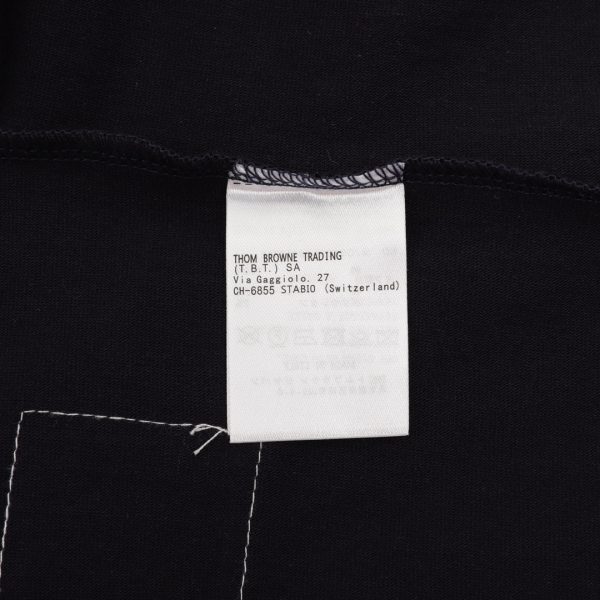 THOM BROWNE TRADING
(T.B.T.) SA
Via Gaggiolo. 27
CH-6855 STABIO (Switzerland)